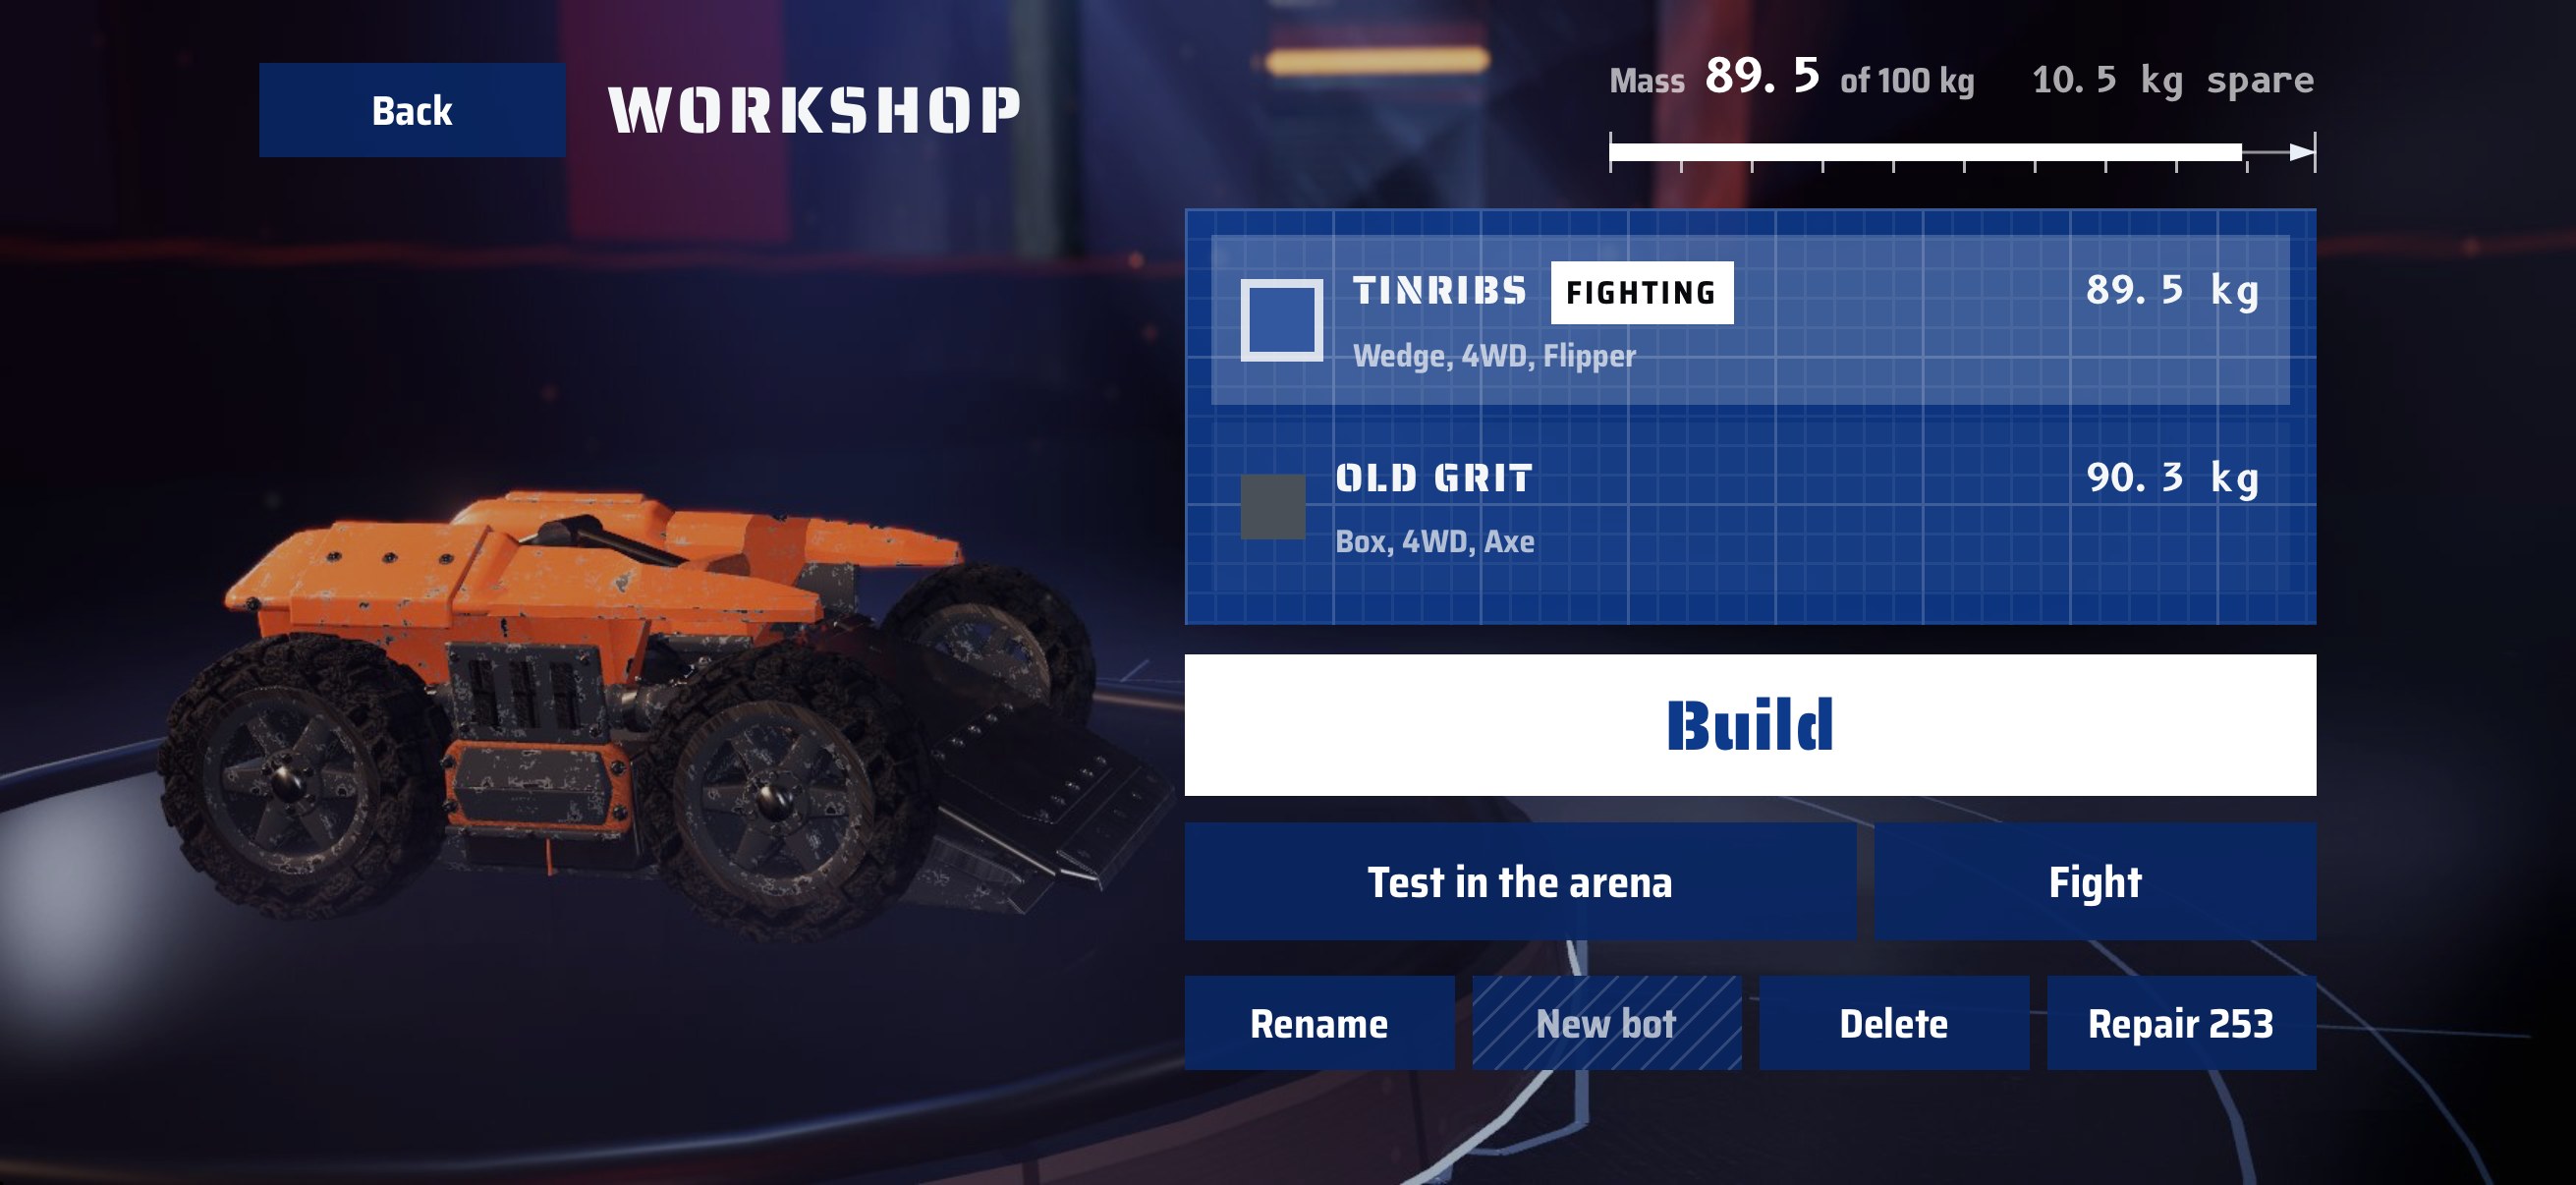 Back
WORKSHOP
Mass 89.5 of 100 kg 10.5 kg spare
TINRIBS FIGHTING 89.5 kg
Wedge, 4WD, Flipper
OLD GRIT 90.3 kg
Box, 4WD, Axe
Build
Test in the arena Fight
Rename New bot Delete Repair 253